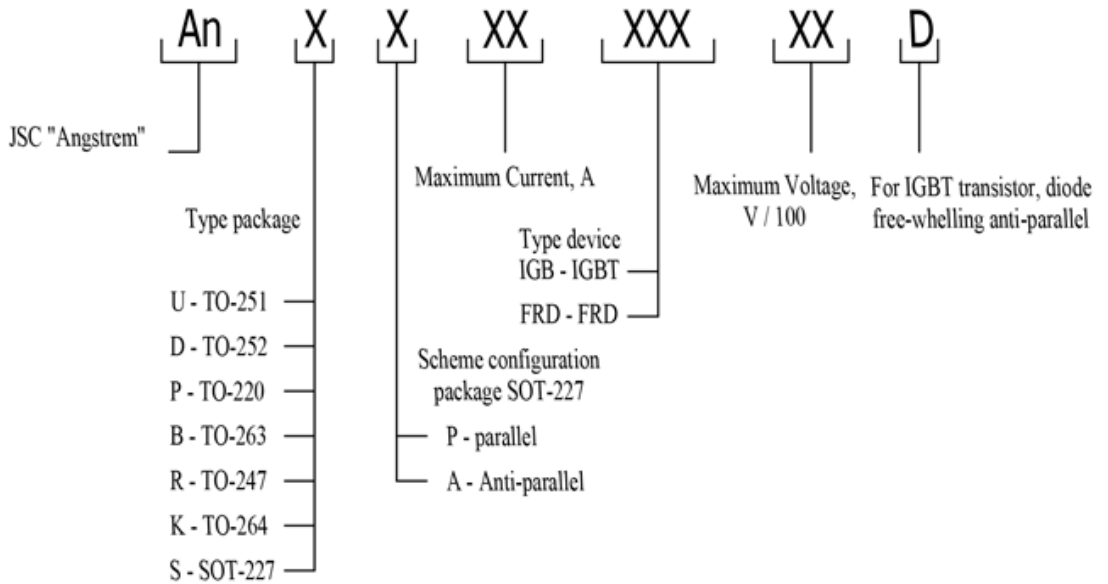 An X X XX XXX XX D
JSC "Angstrem"
Maximum Current, A
Maximum Voltage,
V / 100
For IGBT transistor, diode
free-whelling anti-parallel
Type package
Type device
IGB - IGBT
FRD - FRD
U - TO-251
D - TO-252
P - TO-220
B - TO-263
R - TO-247
K - TO-264
S - SOT-227
Scheme configuration
package SOT-227
P - parallel
A - Anti-parallel